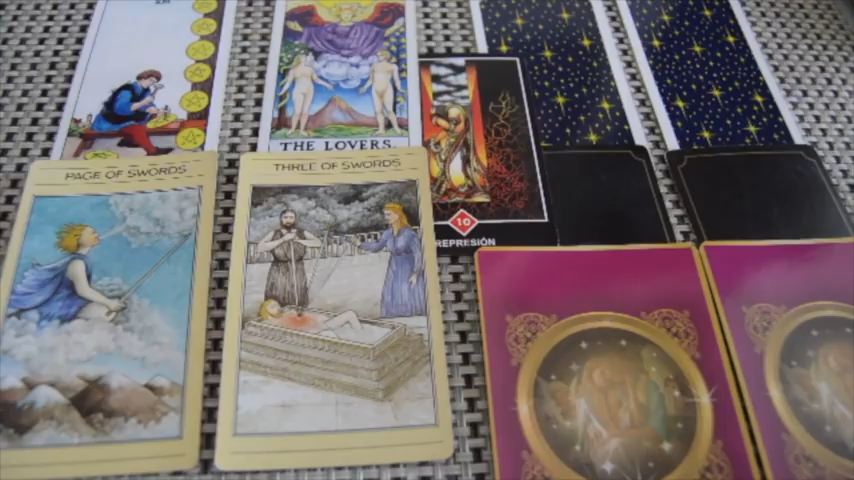 THE LOVERS.
PAGE OF SWORDS
THREE OF SWORDS
10
REPRESIÓN